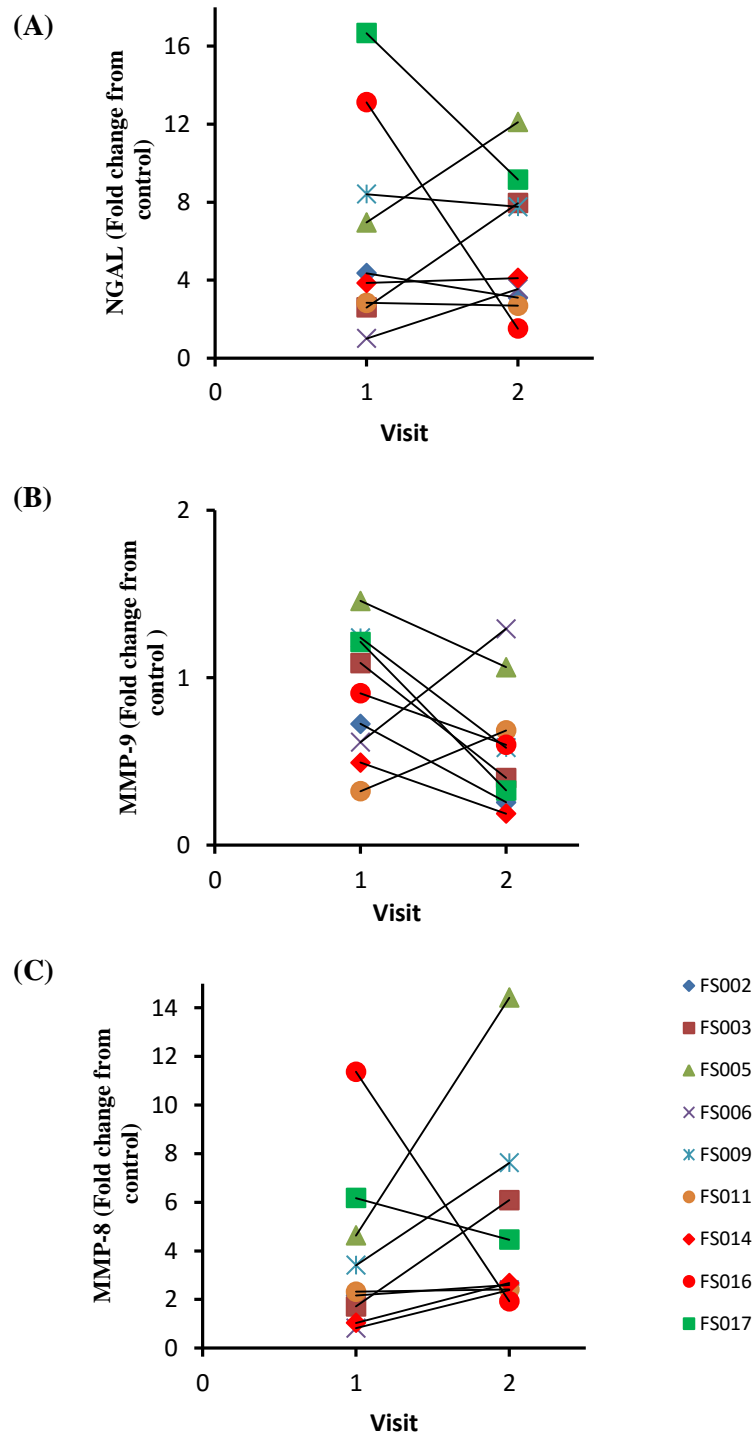 (A)
NGAL (Fold change from
control)
16
12
8
4
0
0 1 2
Visit
(B)
MMP-9 (Fold change from
control )
2
1
0
0 1 2
Visit
(C)
MMP-8 (Fold change from
control)
14
12
10
8
6
4
2
0
0 1 2
Visit
FS002
FS003
FS005
FS006
FS009
FS011
FS014
FS016
FS017